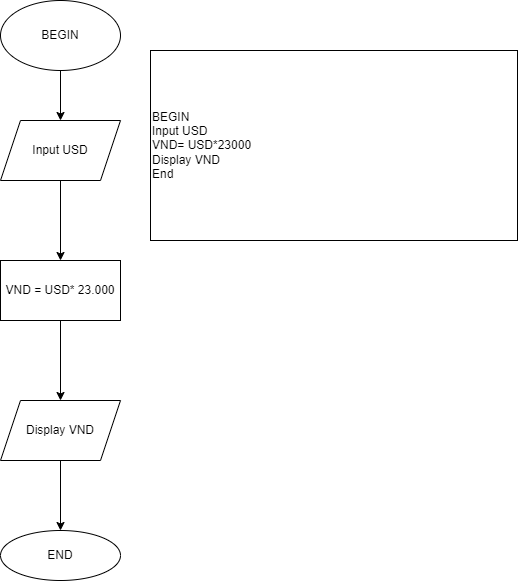 BEGIN
Input USD
VND = USD* 23.000
Display VND
END
BEGIN
Input USD
VND= USD*23000
Display VND
End